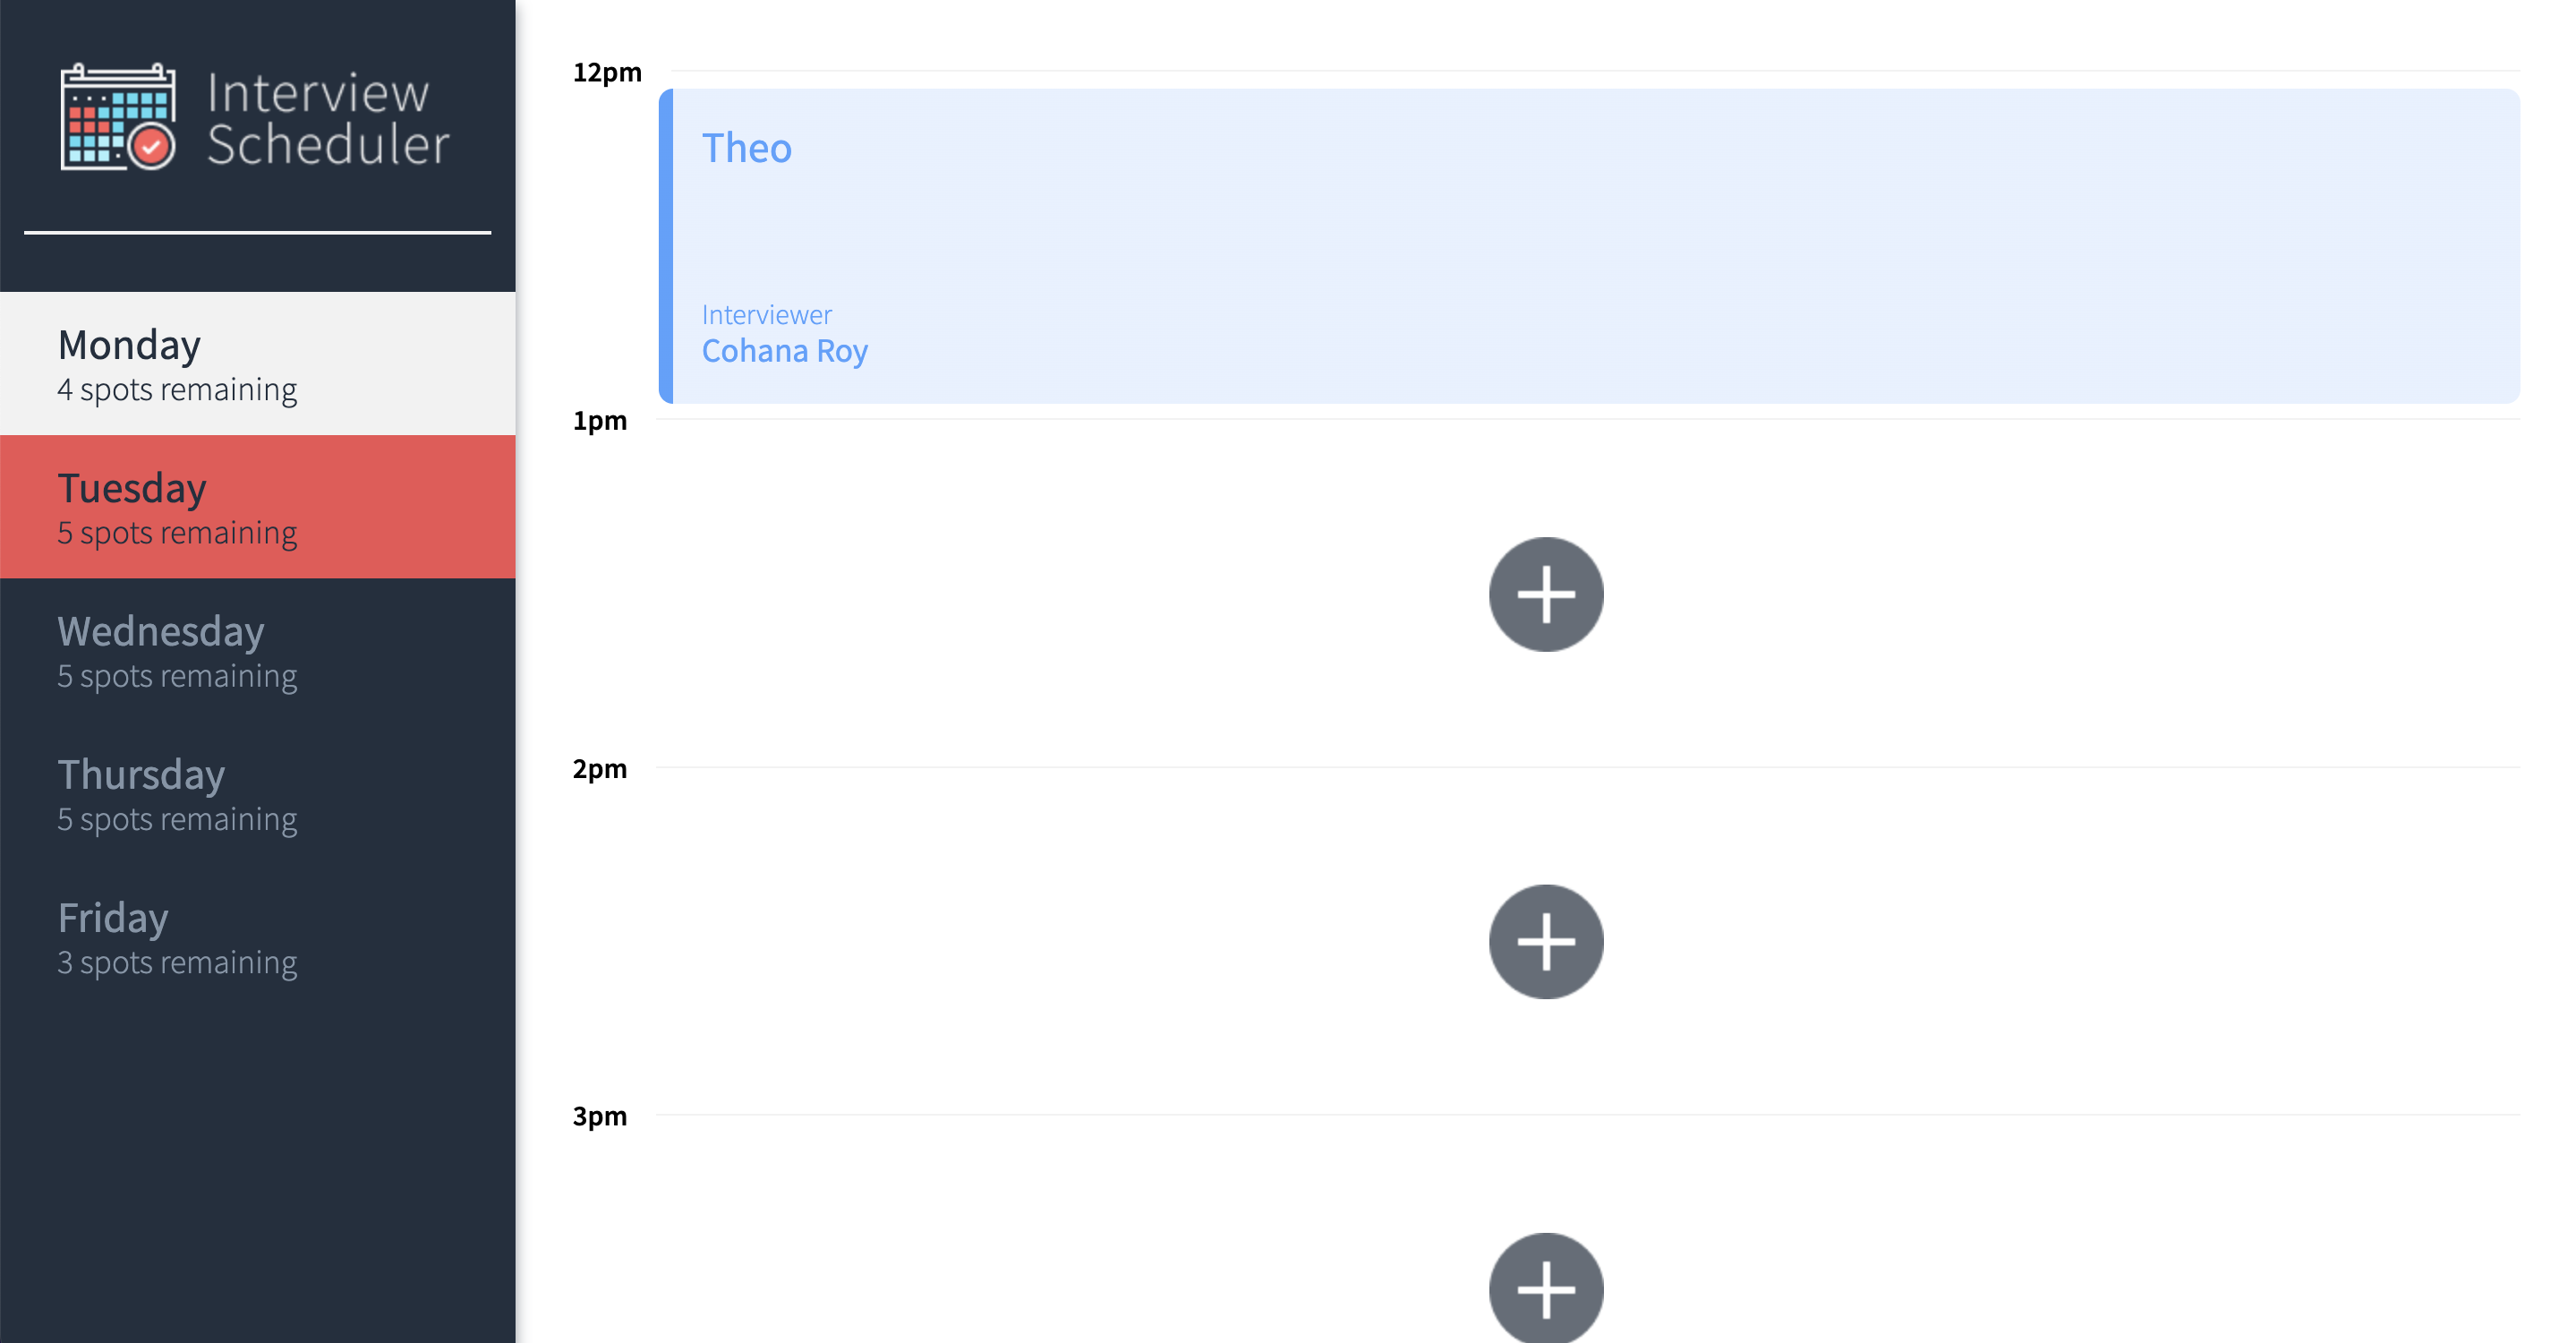 Interview
Scheduler
Monday
4 spots remaining
Tuesday
5 spots remaining
Wednesday
5 spots remaining
Thursday
5 spots remaining
Friday
3 spots remaining
12pm
Theo
Interviewer
Cohana Roy
1pm
2pm
3pm